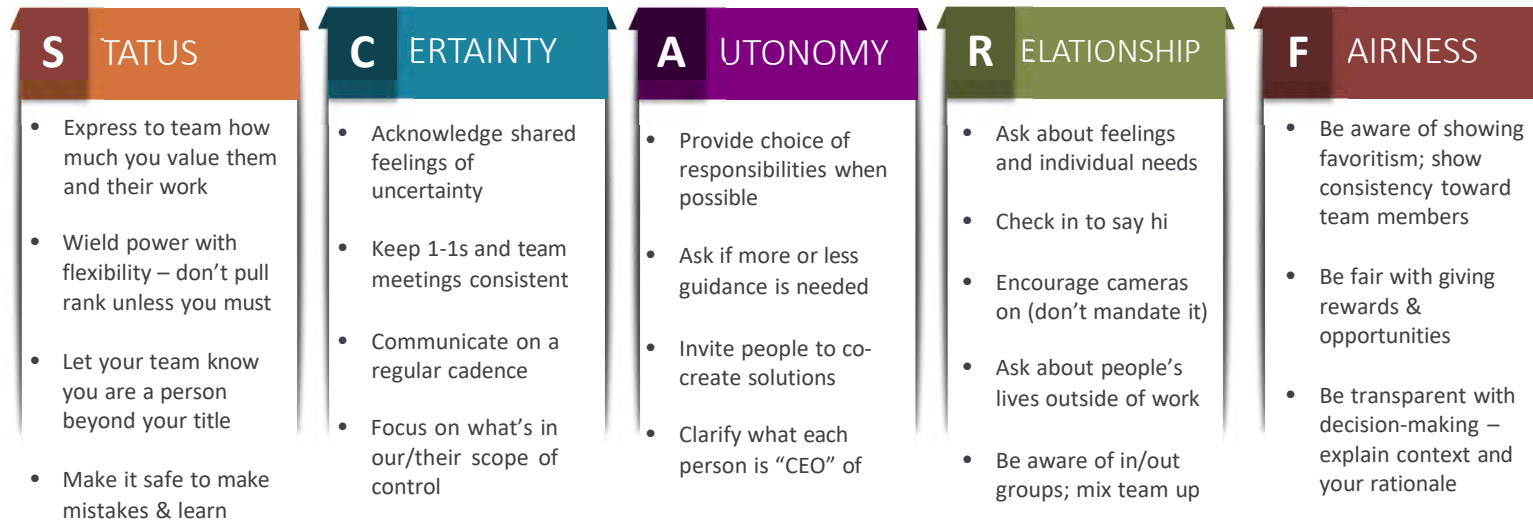 STATUS
• Express to team how
much you value them
and their work
• Wield power with
flexibility – don’t pull
rank unless you must
• Let your team know
you are a person
beyond your title
• Make it safe to make
mistakes & learn
CERTAINTY
• Acknowledge shared
feelings of
uncertainty
• Keep 1-1s and team
meetings consistent
• Communicate on a
regular cadence
• Focus on what’s in
our/their scope of
control
AUTONOMY
• Provide choice of
responsibilities when
possible
• Ask if more or less
guidance is needed
• Invite people to co-
create solutions
• Clarify what each
person is “CEO” of
RELATIONSHIP
• Ask about feelings
and individual needs
• Check in to say hi
• Encourage cameras
on (don’t mandate it)
• Ask about people’s
lives outside of work
• Be aware of in/out
groups; mix team up
FAIRNESS
• Be aware of showing
favoritism; show
consistency toward
team members
• Be fair with giving
rewards &
opportunities
• Be transparent with
decision-making –
explain context and
your rationale